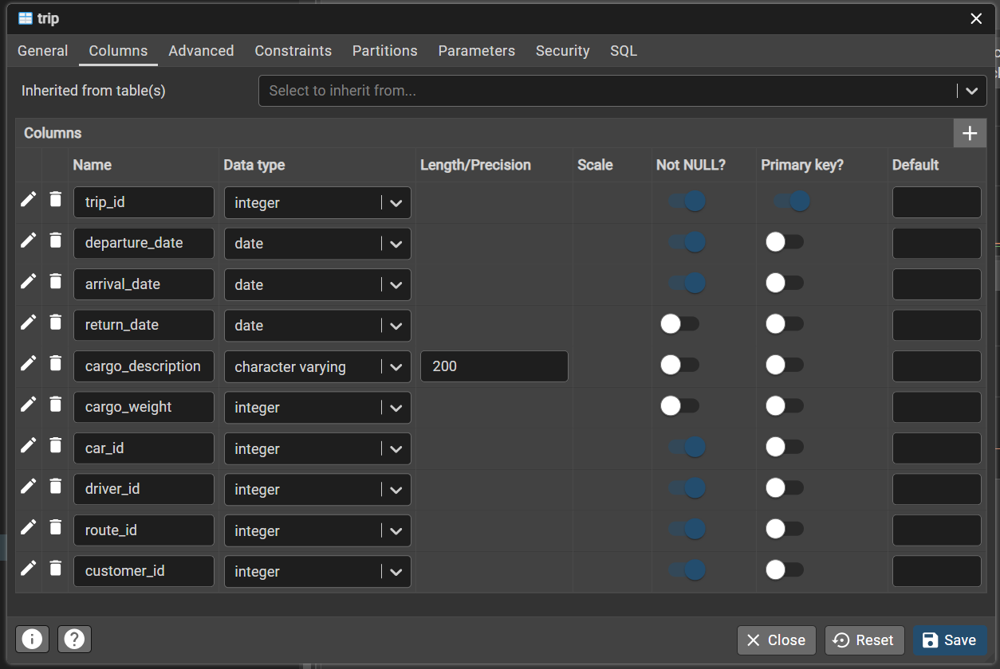 trip
General Columns Advanced Constraints Partitions Parameters Security SQL
Inherited from table(s) Select to inherit from...
Columns
Name Data type Length/Precision Scale Not NULL? Primary key? Default
trip_id integer
departure_date date
arrival_date date
return_date date
cargo_description character varying 200
cargo_weight integer
car_id integer
driver_id integer
route_id integer
customer_id integer
Close Reset Save